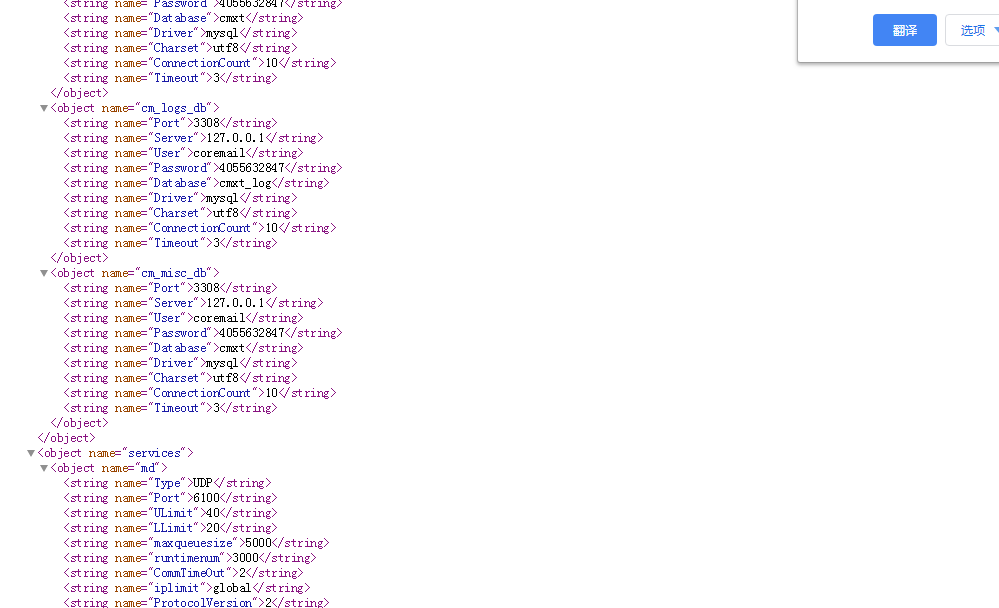 <string name="Password">4055632847</string>
<string name="Database">cmxt</string>
<string name="Driver">mysql</string>
<string name="Charset">utf8</string>
<string name="ConnectionCount">10</string>
<string name="Timeout">3</string>
</object>
▼<object name="cm_logs_db">
<string name="Port">3308</string>
<string name="Server">127.0.0.1</string>
<string name="User">coremail</string>
<string name="Password">4055632847</string>
<string name="Database">cmxt_log</string>
<string name="Driver">mysql</string>
<string name="Charset">utf8</string>
<string name="ConnectionCount">10</string>
<string name="Timeout">3</string>
</object>
▼<object name="cm_misc_db">
<string name="Port">3308</string>
<string name="Server">127.0.0.1</string>
<string name="User">coremail</string>
<string name="Password">4055632847</string>
<string name="Database">cmxt</string>
<string name="Driver">mysql</string>
<string name="Charset">utf8</string>
<string name="ConnectionCount">10</string>
<string name="Timeout">3</string>
</object>
</object>
▼<object name="services">
▼<object name="md">
<string name="Type">UDP</string>
<string name="Port">6100</string>
<string name="ULimit">40</string>
<string name="LLimit">20</string>
<string name="maxqueuesize">5000</string>
<string name="runtimenum">3000</string>
<string name="CommTimeOut">2</string>
<string name="iplimit">global</string>
<string name="ProtocolVersion">2</string>
翻译
选项